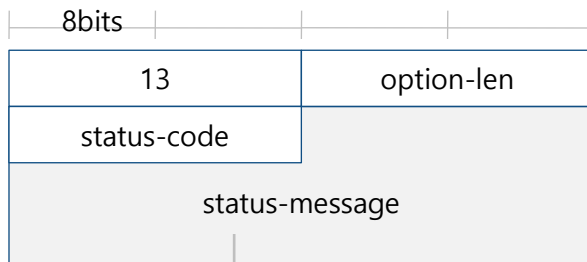 8bits
13 option-len
status-code
status-message